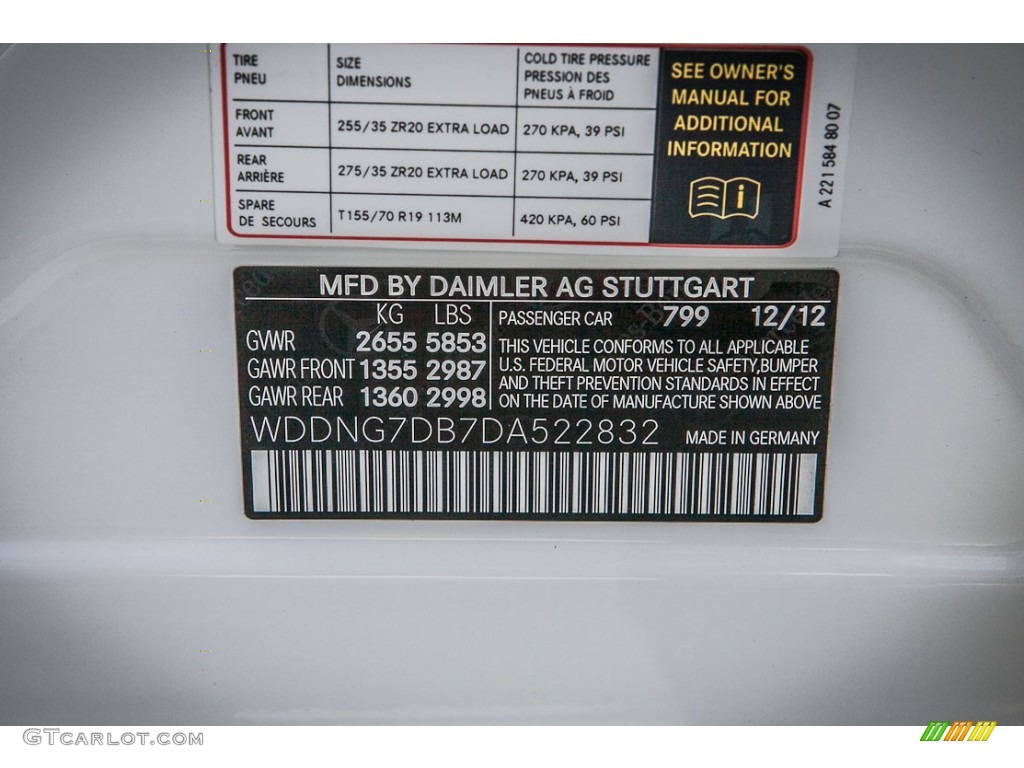 TIRE SIZE COLD TIRE PRESSURE
PNEU DIMENSIONS PRESSION DES
PNEUS À FROID
FRONT
AVANT 255/35 ZR20 EXTRA LOAD 270 KPA, 39 PSI
REAR
ARRIÈRE 275/35 ZR20 EXTRA LOAD 270 KPA, 39 PSI
SPARE
DE SECOURS T155/70 R19 113M 420 KPA, 60 PSI
SEE OWNER'S
MANUAL FOR
ADDITIONAL
INFORMATION
i
A 221 584 80 07
MFD BY DAIMLER AG STUTTGART
KG LBS
GVWR 2655 5853
GAWR FRONT 1355 2987
GAWR REAR 1360 2998
PASSENGER CAR 799 12/12
THIS VEHICLE CONFORMS TO ALL APPLICABLE
U.S. FEDERAL MOTOR VEHICLE SAFETY,BUMPER
AND THEFT PREVENTION STANDARDS IN EFFECT
ON THE DATE OF MANUFACTURE SHOWN ABOVE
WDDNG7DB7DA522832 MADE IN GERMANY
GTCARLOT.COM